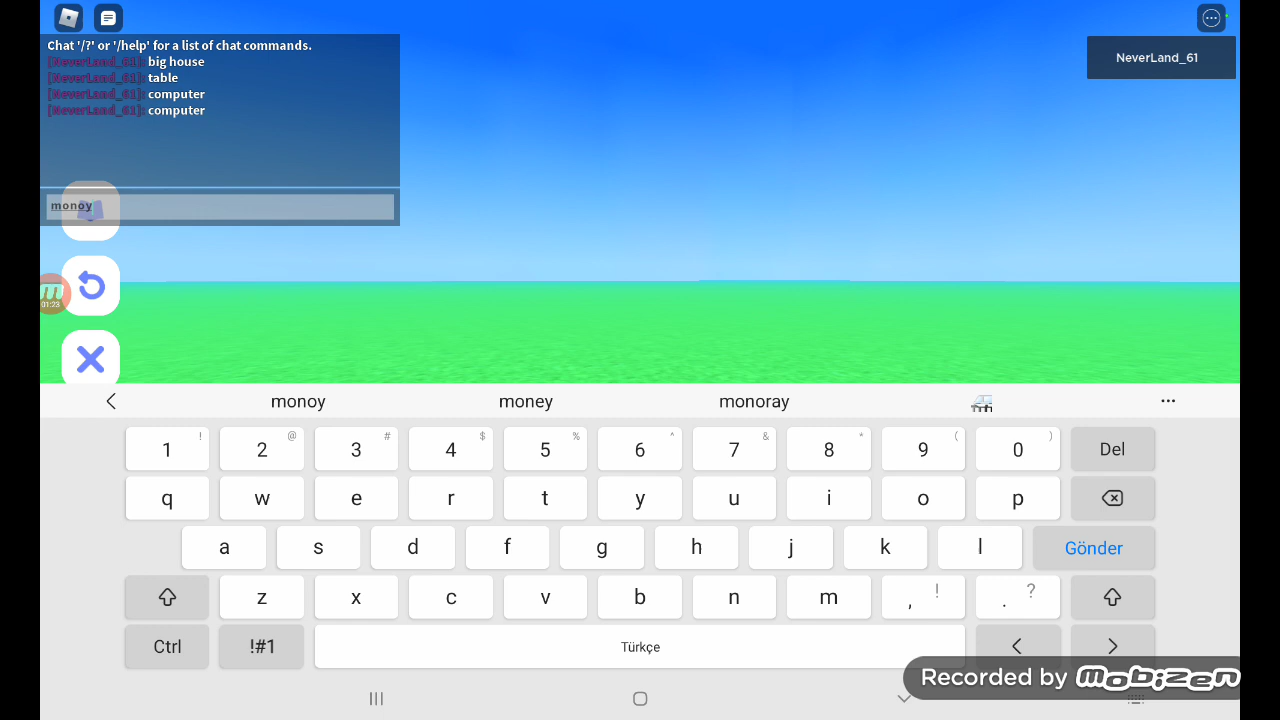 Chat '/?' or '/help' for a list of chat commands.
NeverLand_61
[NeverLand_61]: big house
[NeverLand_61]: table
[NeverLand_61]: computer
[NeverLand_61]: computer
monoy
m
01:23
monoy money monoray
1 ! 2 @ 3 # 4 $ 5 % 6 ^ 7 & 8 * 9 ( 0 ) Del
q w e r t y u i o p
a s d f g h j k l Gönder
z x c v b n m , ! . ?
Ctrl !#1 Türkçe < >
Recorded by mobizen